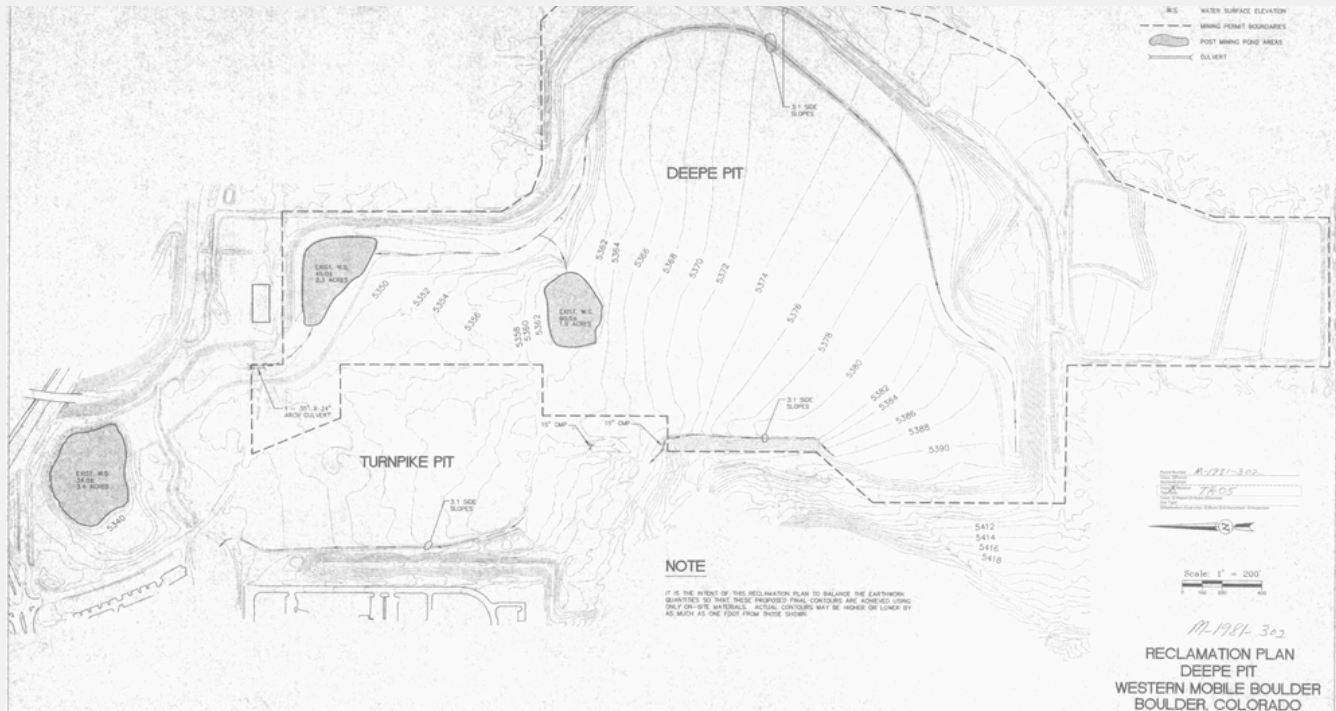 W.S. WATER SURFACE ELEVATION
MINING PERMIT BOUNDARIES
POST MINING POND AREAS
CULVERT
3:1 SIDE
SLOPES
DEEPE PIT
EXIST. W.S.
2.3 ACRES
5350
5352
5354
5356
5358
5360
5362
EXIST. W.S.
1.9 ACRES
5362
5364
5366
5368
5370
5372
5374
5376
5378
5380
5382
5384
5386
5388
5390
3:1 SIDE
SLOPES
ARCH CULVERT
15" CMP
15" CMP
TURNPIKE PIT
EXIST. W.S.
3.4 ACRES
5340
3:1 SIDE
SLOPES
5412
5414
5416
5418
M-1981-302
TR05
N
Scale: 1" = 200'
0 100 200 400
NOTE
IT IS THE INTENT OF THIS RECLAMATION PLAN TO BALANCE THE EARTHWORK
QUANTITIES SO THAT THESE PROPOSED FINAL CONTOURS ARE ACHIEVED USING
ONLY ON-SITE MATERIALS. ACTUAL CONTOURS MAY BE HIGHER OR LOWER BY
AS MUCH AS ONE FOOT FROM THOSE SHOWN.
M-1981-302
RECLAMATION PLAN
DEEPE PIT
WESTERN MOBILE BOULDER
BOULDER, COLORADO